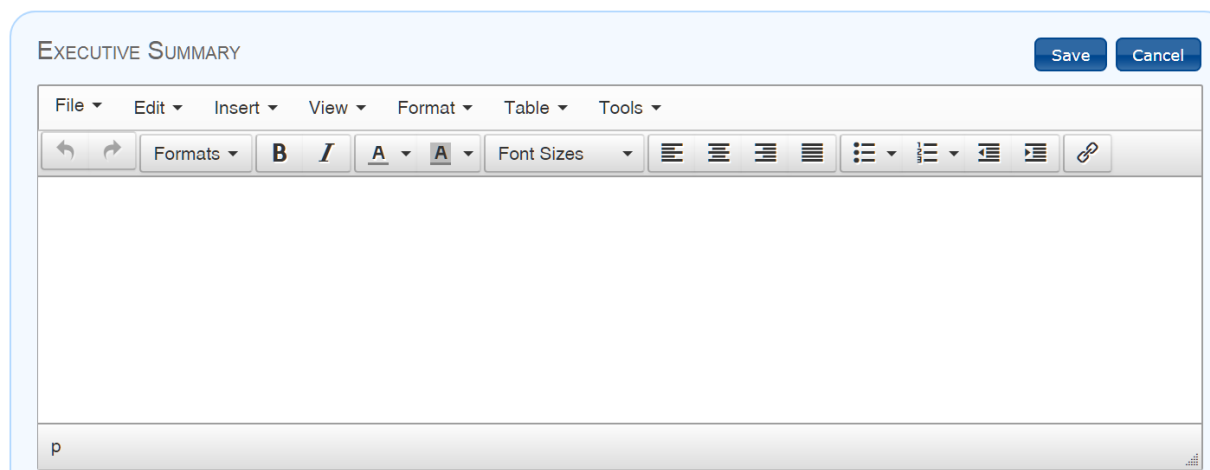 Executive Summary
Save Cancel
File Edit Insert View Format Table Tools
Formats B I A A Font Sizes
p